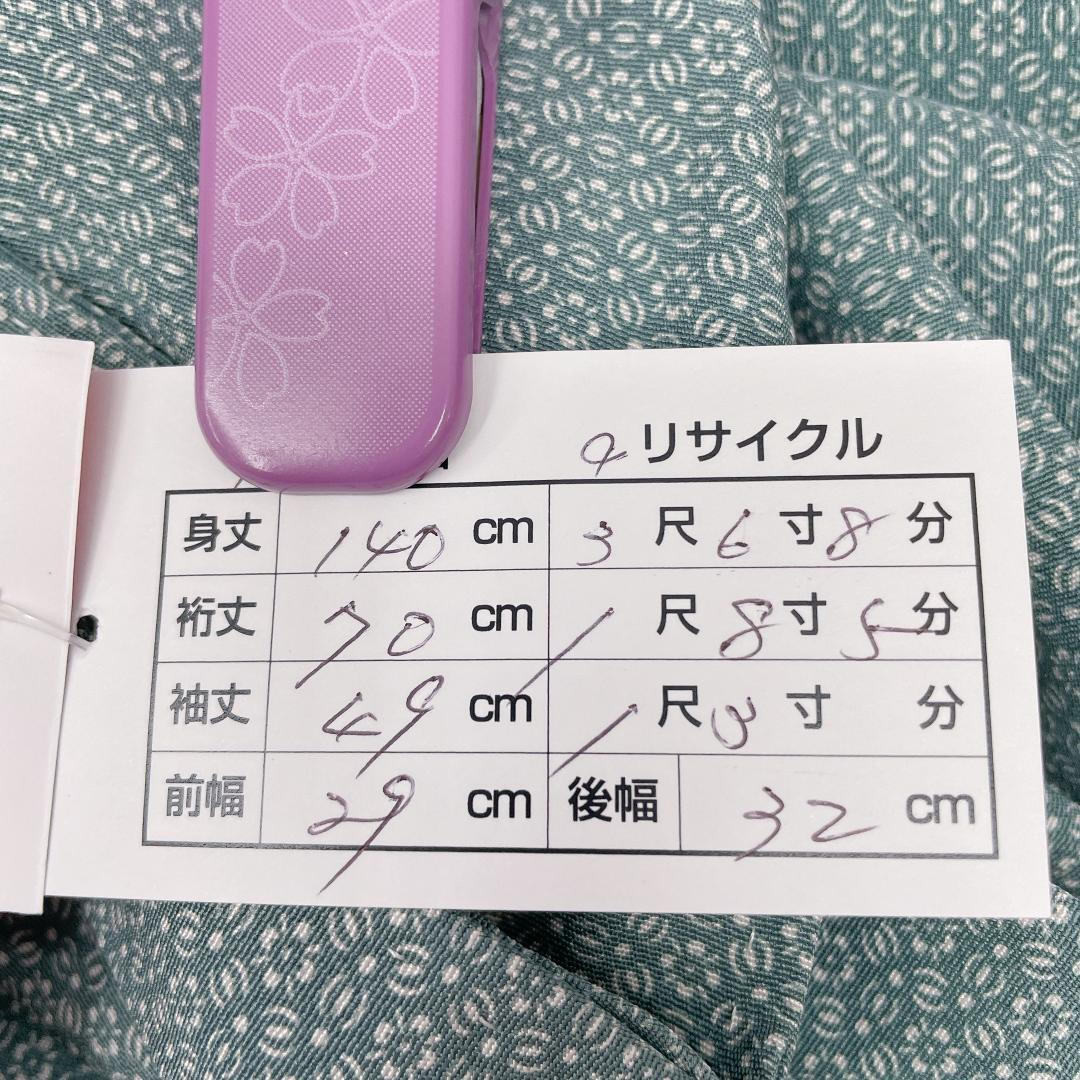 リサイクル
身丈 140 cm 3 尺 6 寸 8 分
裄丈 70 cm 1 尺 8 寸 5 分
袖丈 49 cm 1 尺 3 寸 分
前幅 29 cm 後幅 32 cm